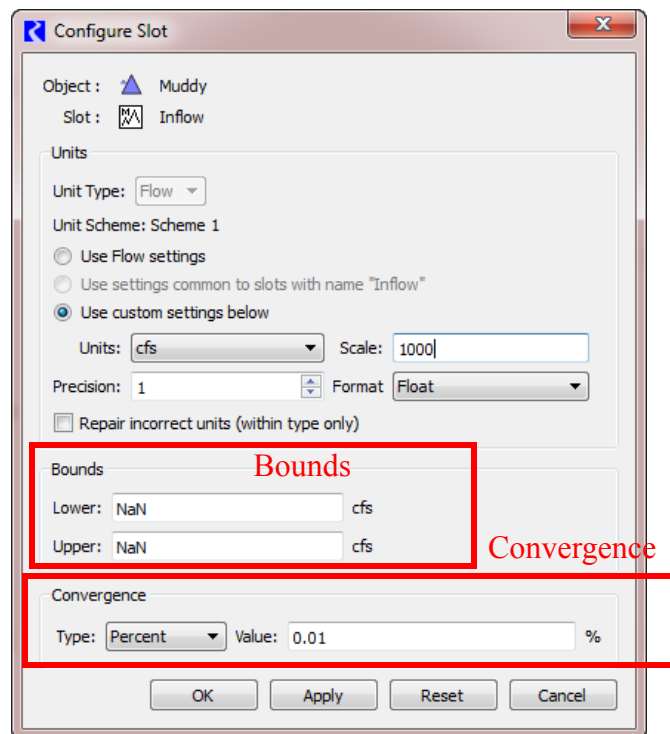 Configure Slot
Object : Muddy
Slot : Inflow
Units
Unit Type: Flow
Unit Scheme: Scheme 1
Use Flow settings
Use settings common to slots with name "Inflow"
Use custom settings below
Units: cfs Scale: 1000
Precision: 1 Format Float
Repair incorrect units (within type only)
Bounds Bounds
Lower: NaN cfs
Upper: NaN cfs
Convergence
Convergence
Type: Percent Value: 0.01 %
OK Apply Reset Cancel